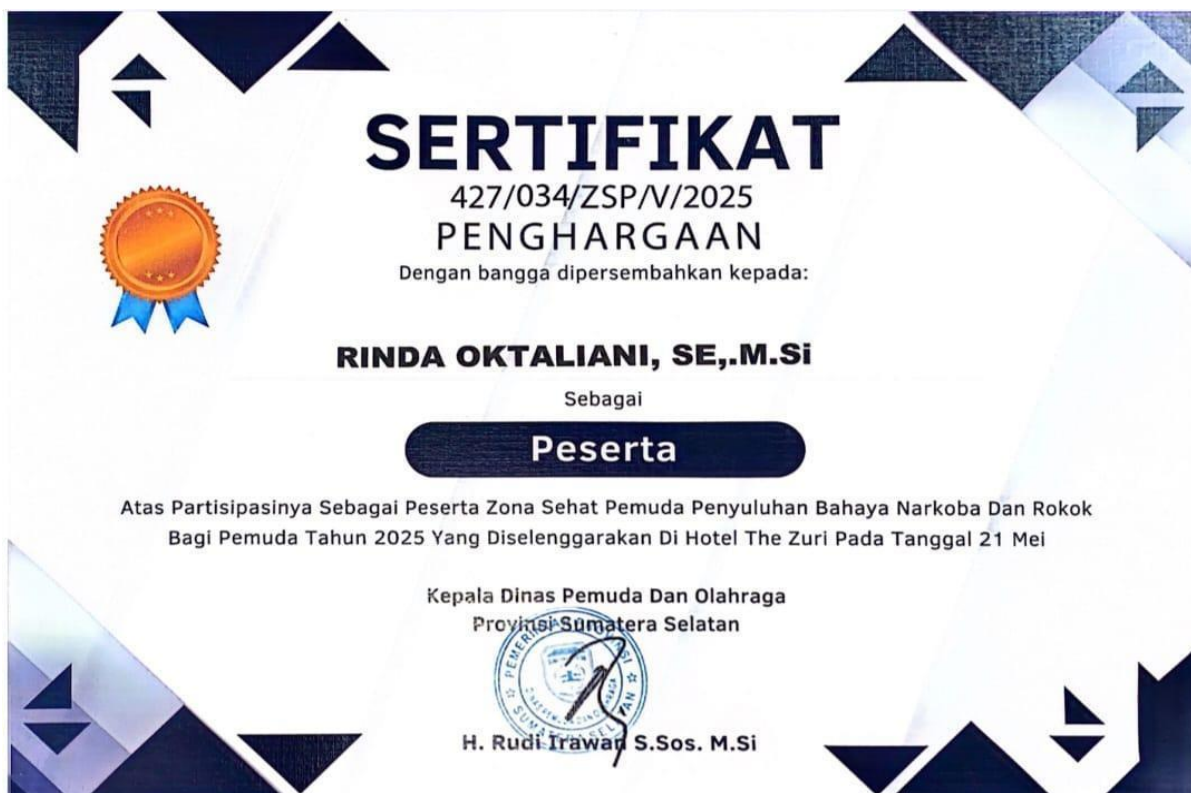 SERTIFIKAT
427/034/ZSP/V/2025
PENGHARGAAN
Dengan bangga dipersembahkan kepada:
RINDA OKTALIANI, SE,.M.Si
Sebagai
Peserta
Atas Partisipasinya Sebagai Peserta Zona Sehat Pemuda Penyuluhan Bahaya Narkoba Dan Rokok
Bagi Pemuda Tahun 2025 Yang Diselenggarakan Di Hotel The Zuri Pada Tanggal 21 Mei
Kepala Dinas Pemuda Dan Olahraga
Provinsi Sumatera Selatan
SUMATERA SELATAN
H. Rudi Irawan S.Sos. M.Si